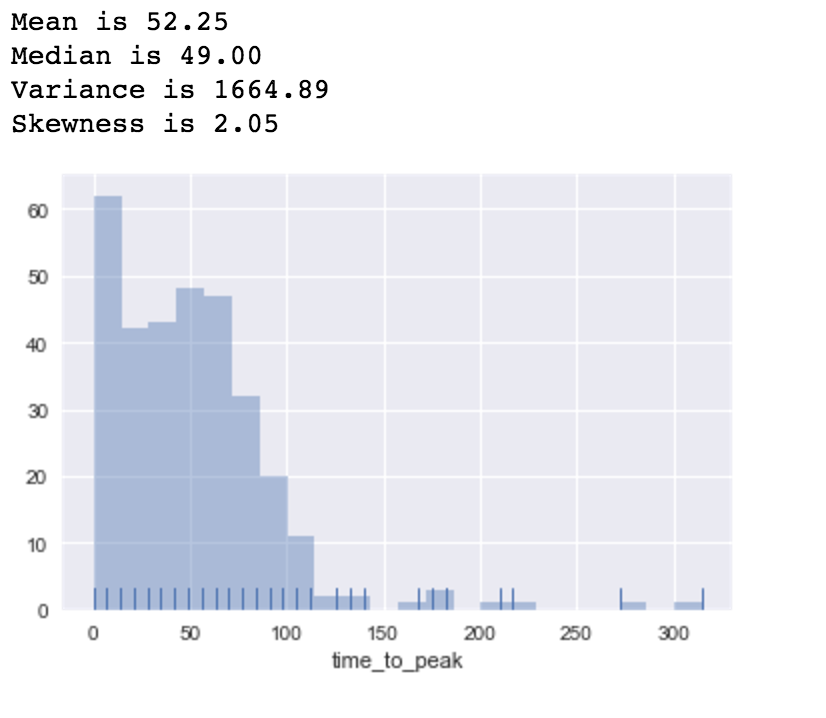 Mean is 52.25
Median is 49.00
Variance is 1664.89
Skewness is 2.05
60
50
40
30
20
10
0
0 50 100 150 200 250 300
time_to_peak